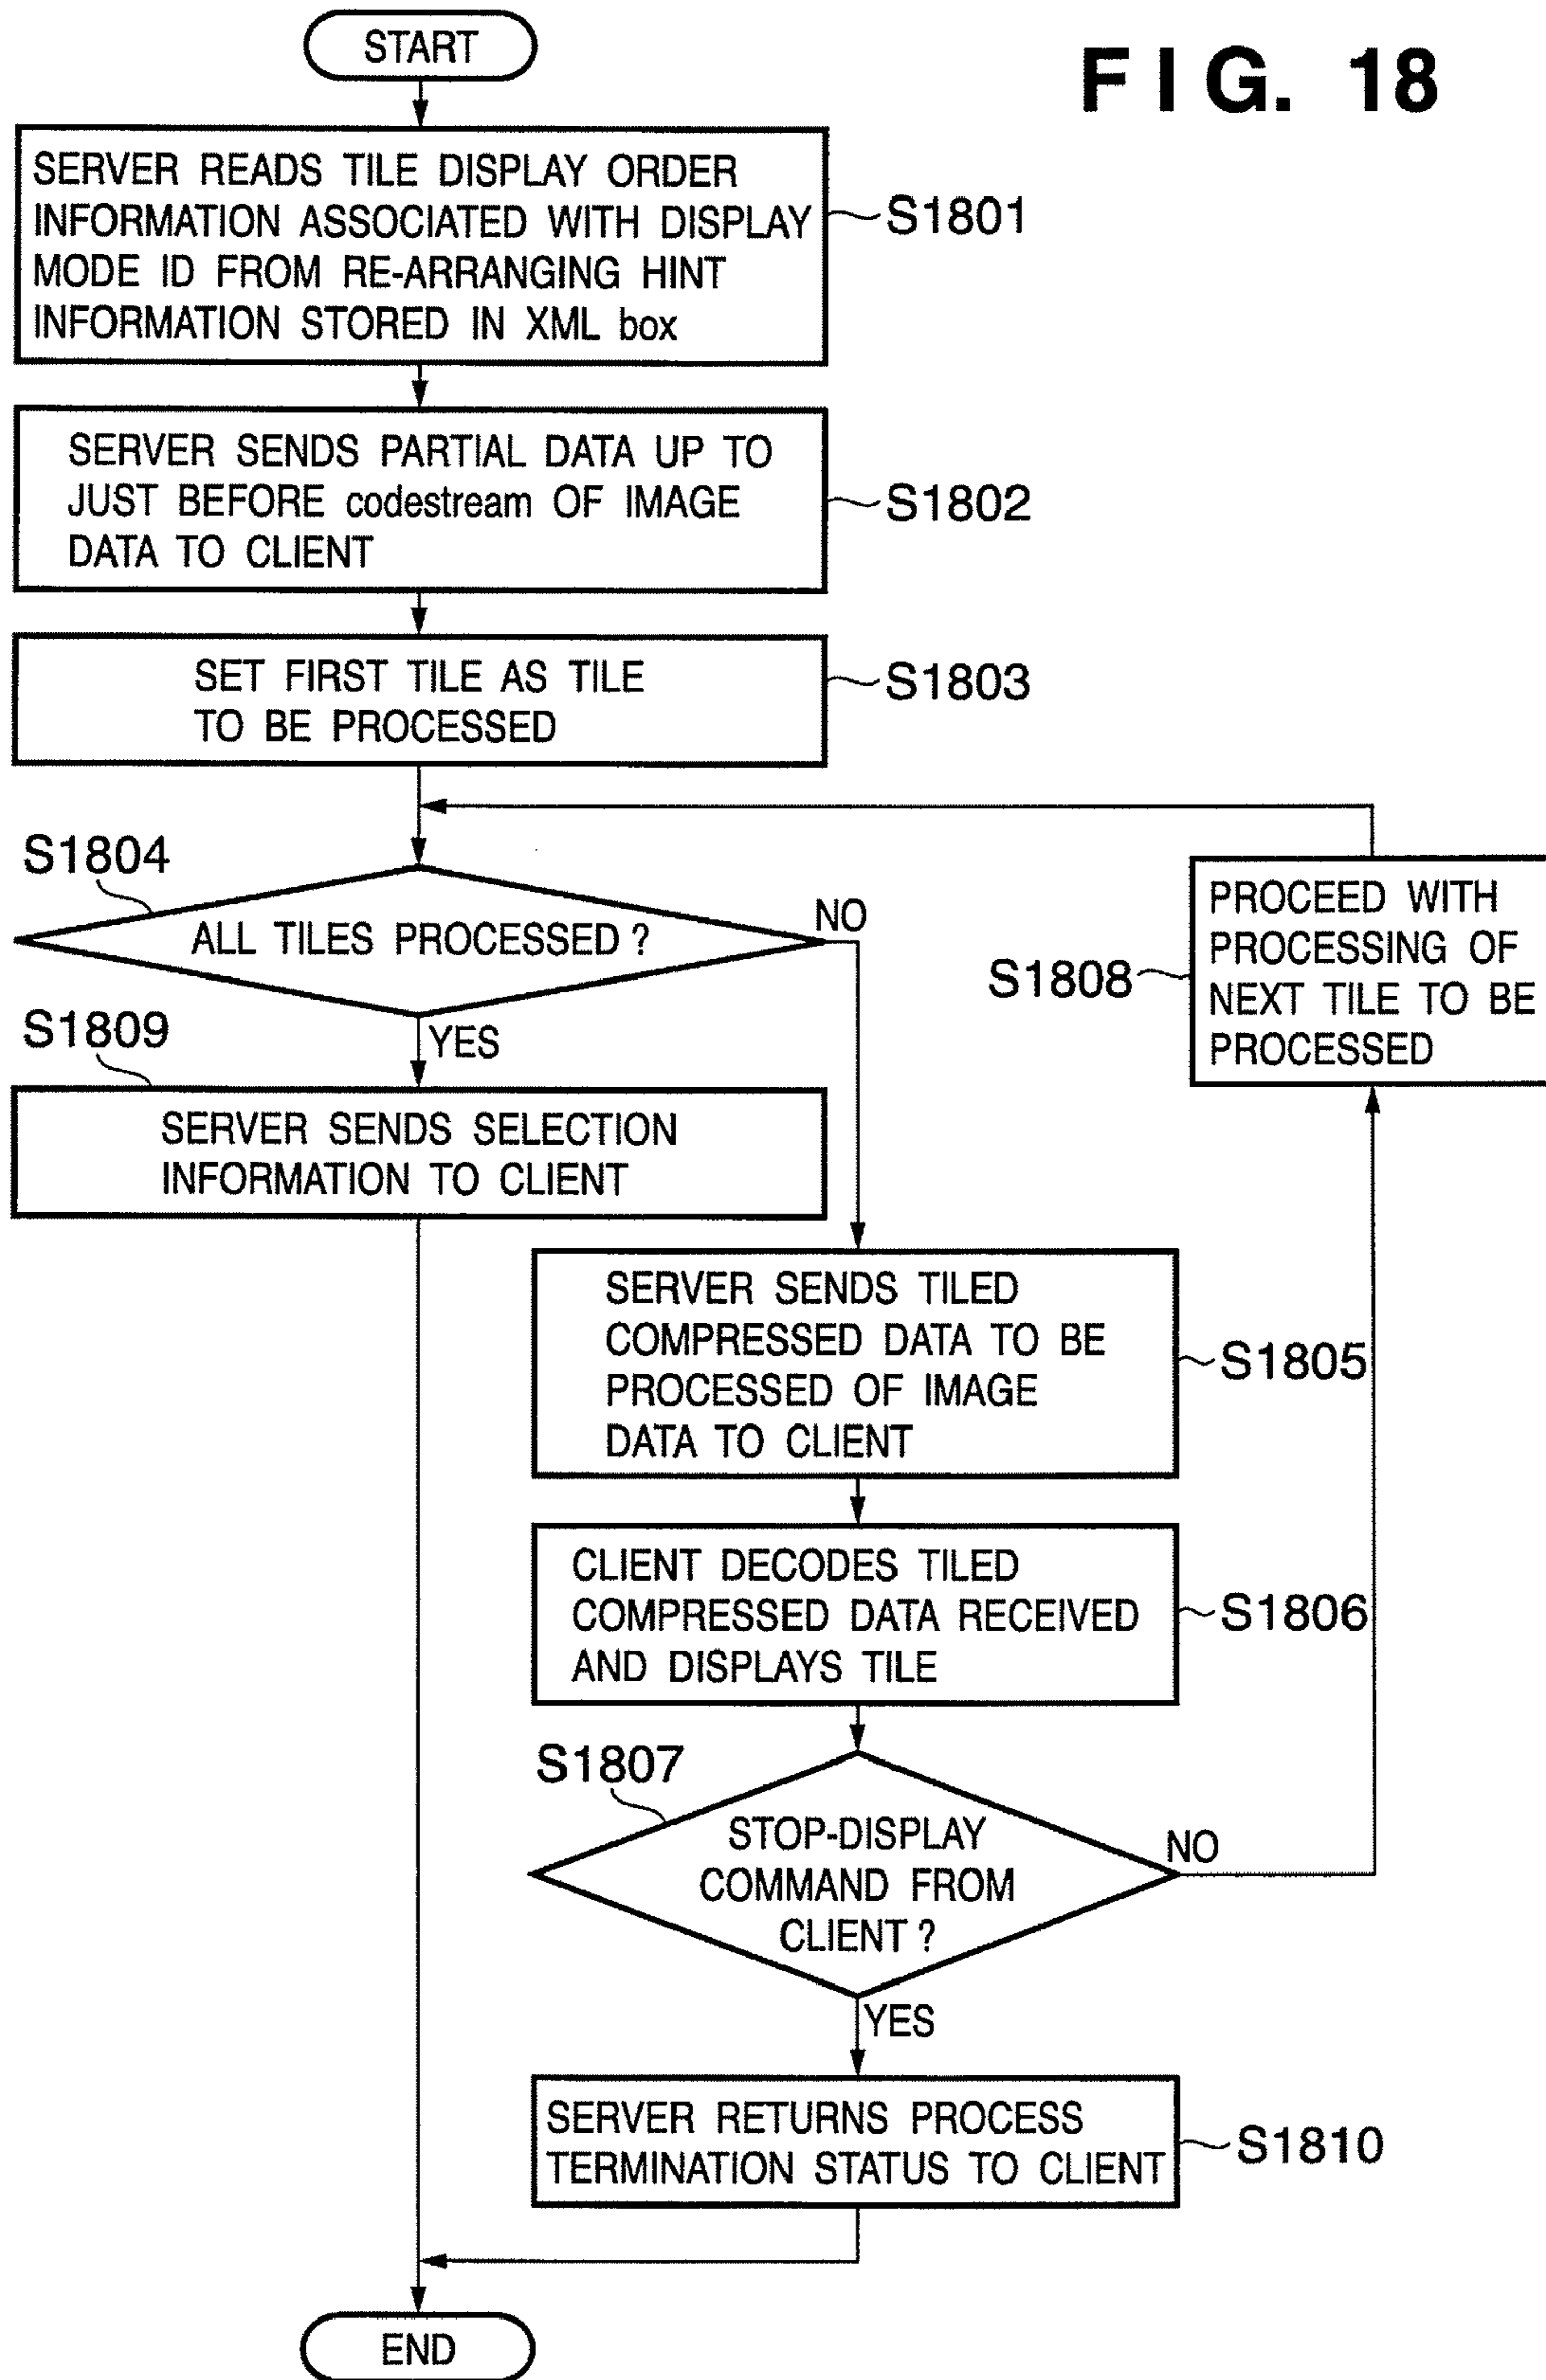 START
F I G. 18
SERVER READS TILE DISPLAY ORDER
INFORMATION ASSOCIATED WITH DISPLAY
MODE ID FROM RE-ARRANGING HINT
INFORMATION STORED IN XML box
S1801
SERVER SENDS PARTIAL DATA UP TO
JUST BEFORE codestream OF IMAGE
DATA TO CLIENT
S1802
SET FIRST TILE AS TILE
TO BE PROCESSED
S1803
S1804
ALL TILES PROCESSED ?
NO
YES
S1808
PROCEED WITH
PROCESSING OF
NEXT TILE TO BE
PROCESSED
S1809
SERVER SENDS SELECTION
INFORMATION TO CLIENT
SERVER SENDS TILED
COMPRESSED DATA TO BE
PROCESSED OF IMAGE
DATA TO CLIENT
S1805
CLIENT DECODES TILED
COMPRESSED DATA RECEIVED
AND DISPLAYS TILE
S1806
S1807
STOP-DISPLAY
COMMAND FROM
CLIENT ?
NO
YES
SERVER RETURNS PROCESS
TERMINATION STATUS TO CLIENT
S1810
END